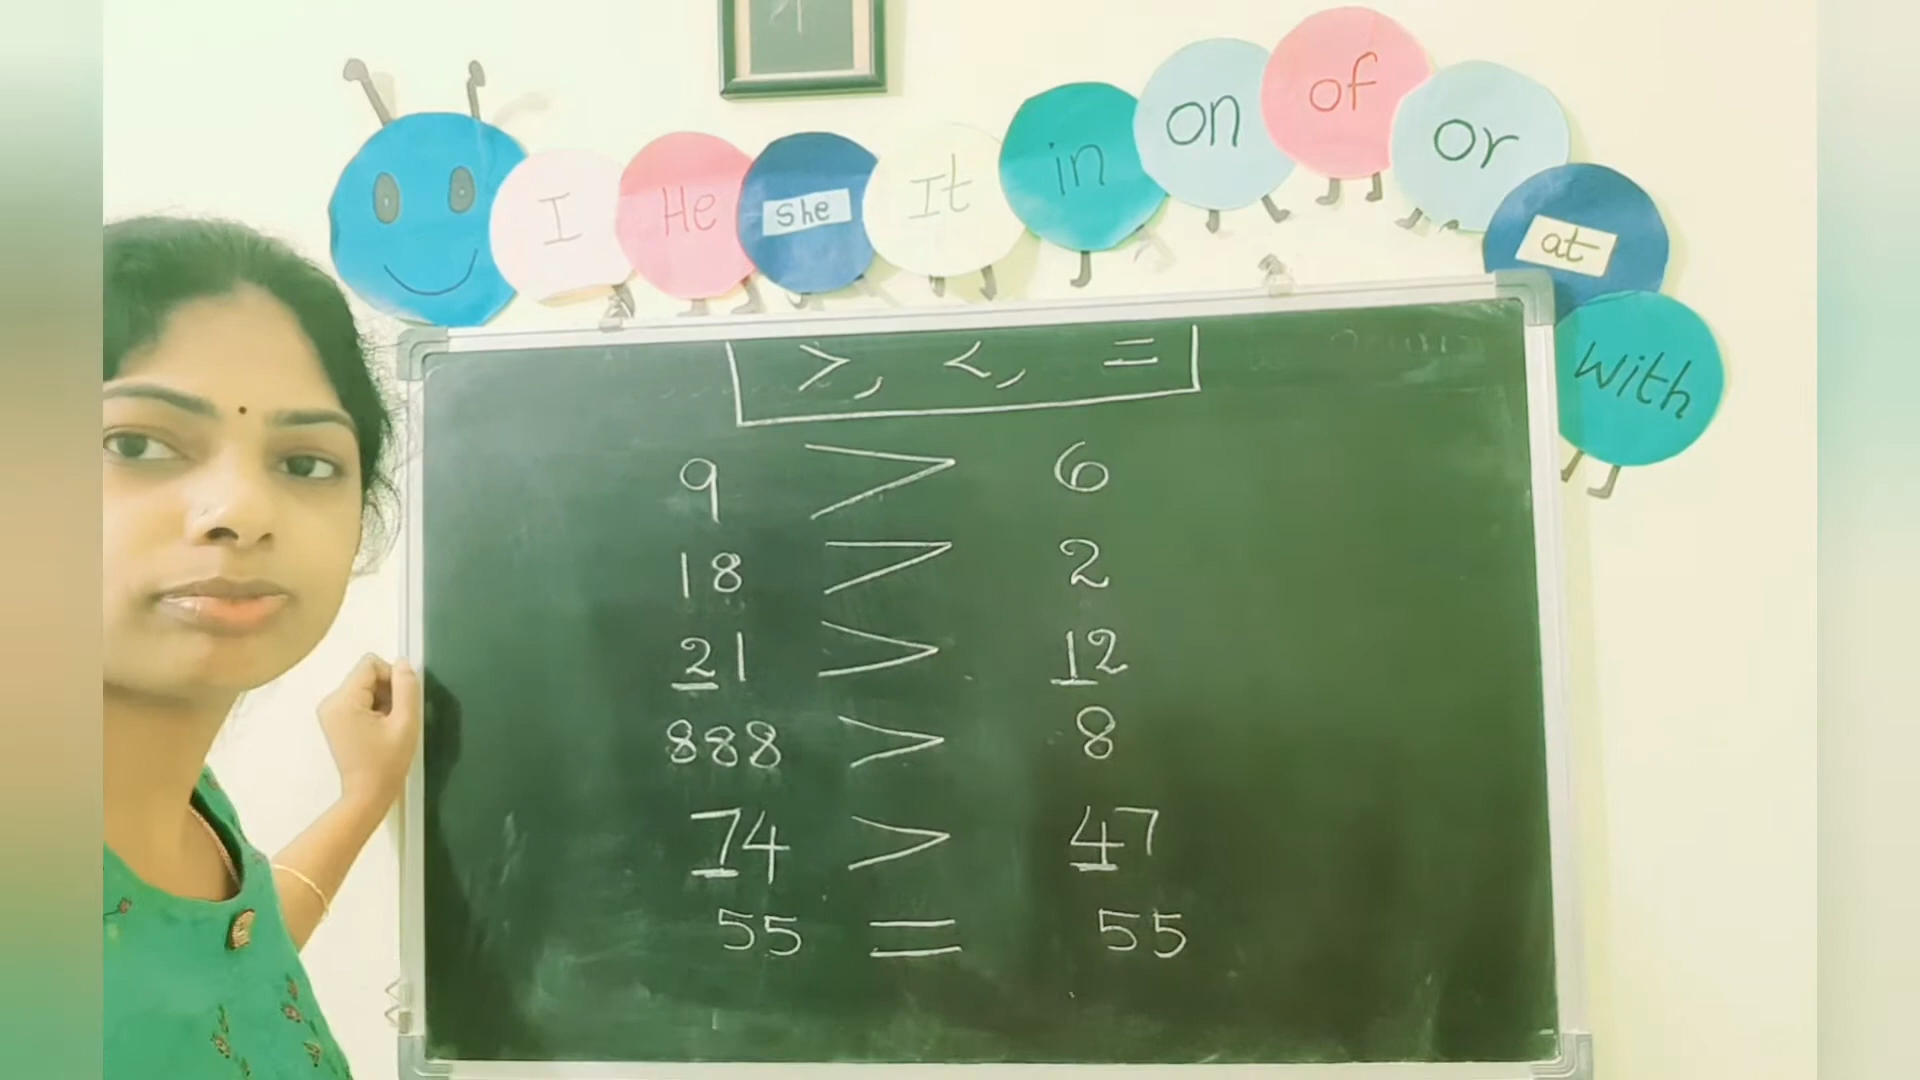 I He she It in on of or at with
>, <, =
9 > 6
18 > 2
21 > 12
888 > 8
74 > 47
55 = 55